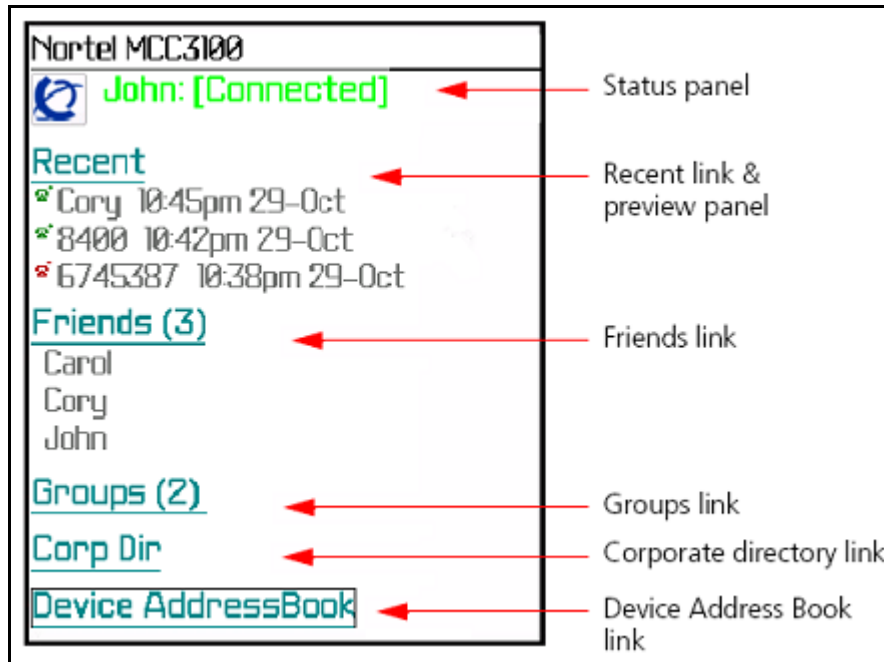 Nortel MCC3100
John: [Connected]
Status panel
Recent
Recent link &
preview panel
Cory 10:45pm 29-Oct
8400 10:42pm 29-Oct
6745387 10:38pm 29-Oct
Friends (3)
Friends link
Carol
Cory
John
Groups (2)
Groups link
Corp Dir
Corporate directory link
Device AddressBook
Device Address Book
link